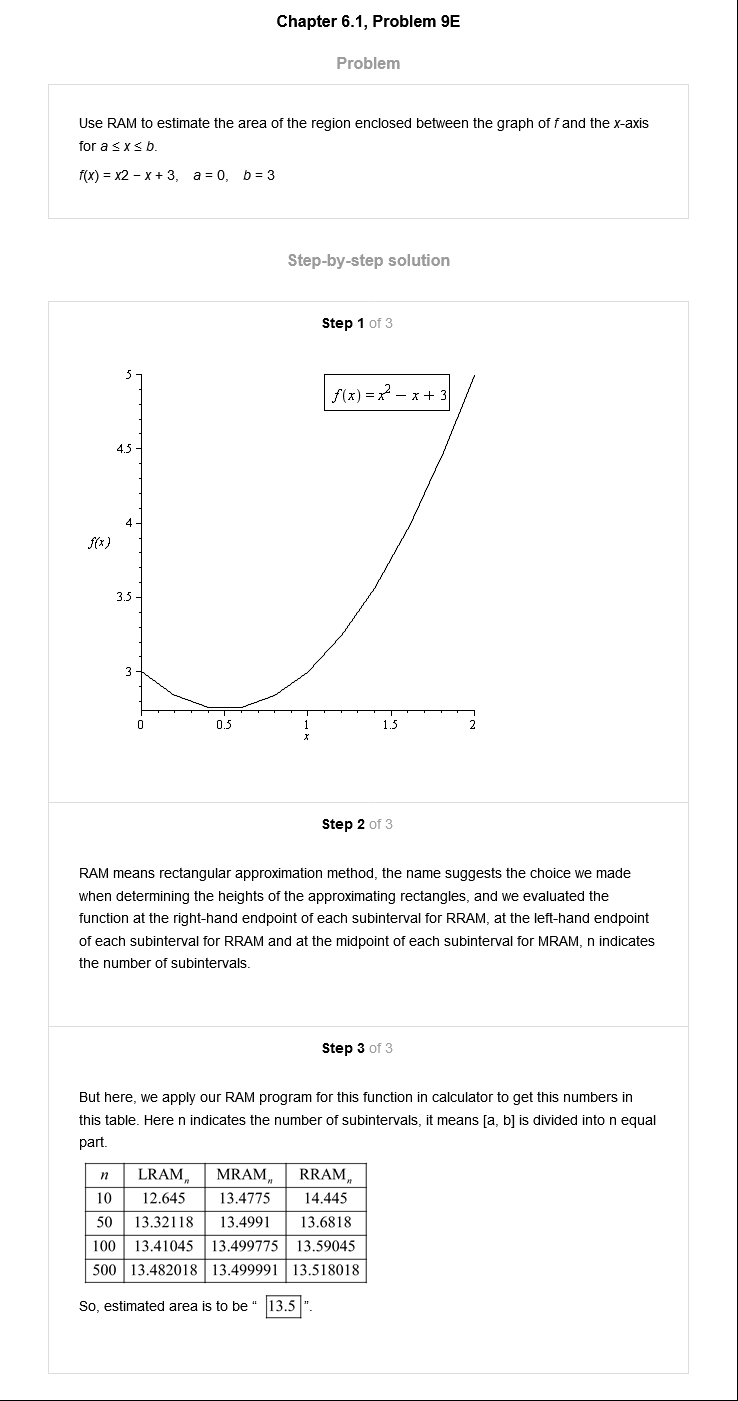 Chapter 6.1, Problem 9E
Problem
Use RAM to estimate the area of the region enclosed between the graph of f and the x-axis
for a ≤ x ≤ b.
f(x) = x2 − x + 3, a = 0, b = 3
Step-by-step solution
Step 1 of 3
f(x) = x² − x + 3
5
4.5
4
f(x)
3.5
3
0 0.5 1 1.5 2
x
Step 2 of 3
RAM means rectangular approximation method, the name suggests the choice we made
when determining the heights of the approximating rectangles, and we evaluated the
function at the right-hand endpoint of each subinterval for RRAM, at the left-hand endpoint
of each subinterval for RRAM and at the midpoint of each subinterval for MRAM, n indicates
the number of subintervals.
Step 3 of 3
But here, we apply our RAM program for this function in calculator to get this numbers in
this table. Here n indicates the number of subintervals, it means [a, b] is divided into n equal
part.
n LRAMₙ MRAMₙ RRAMₙ
10 12.645 13.4775 14.445
50 13.32118 13.4991 13.6818
100 13.41045 13.499775 13.59045
500 13.482018 13.499991 13.518018
So, estimated area is to be “ 13.5 ”.